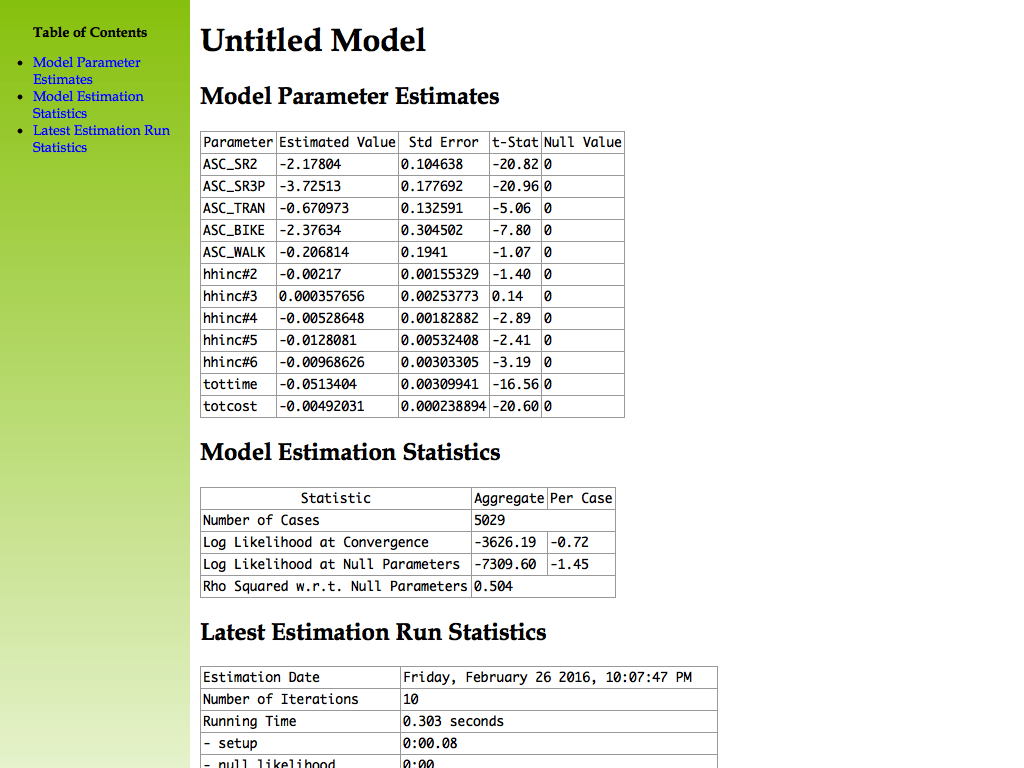 Table of Contents
Model Parameter
Estimates
Model Estimation
Statistics
Latest Estimation Run
Statistics
Untitled Model
Model Parameter Estimates
Parameter Estimated Value Std Error t-Stat Null Value
ASC_SR2 -2.17804 0.104638 -20.82 0
ASC_SR3P -3.72513 0.177692 -20.96 0
ASC_TRAN -0.670973 0.132591 -5.06 0
ASC_BIKE -2.37634 0.304502 -7.80 0
ASC_WALK -0.206814 0.1941 -1.07 0
hhinc#2 -0.00217 0.00155329 -1.40 0
hhinc#3 0.000357656 0.00253773 0.14 0
hhinc#4 -0.00528648 0.00182882 -2.89 0
hhinc#5 -0.0128081 0.00532408 -2.41 0
hhinc#6 -0.00968626 0.00303305 -3.19 0
tottime -0.0513404 0.00309941 -16.56 0
totcost -0.00492031 0.000238894 -20.60 0
Model Estimation Statistics
Statistic Aggregate Per Case
Number of Cases 5029
Log Likelihood at Convergence -3626.19 -0.72
Log Likelihood at Null Parameters -7309.60 -1.45
Rho Squared w.r.t. Null Parameters 0.504
Latest Estimation Run Statistics
Estimation Date Friday, February 26 2016, 10:07:47 PM
Number of Iterations 10
Running Time 0.303 seconds
- setup 0:00.08
- null likelihood 0:00